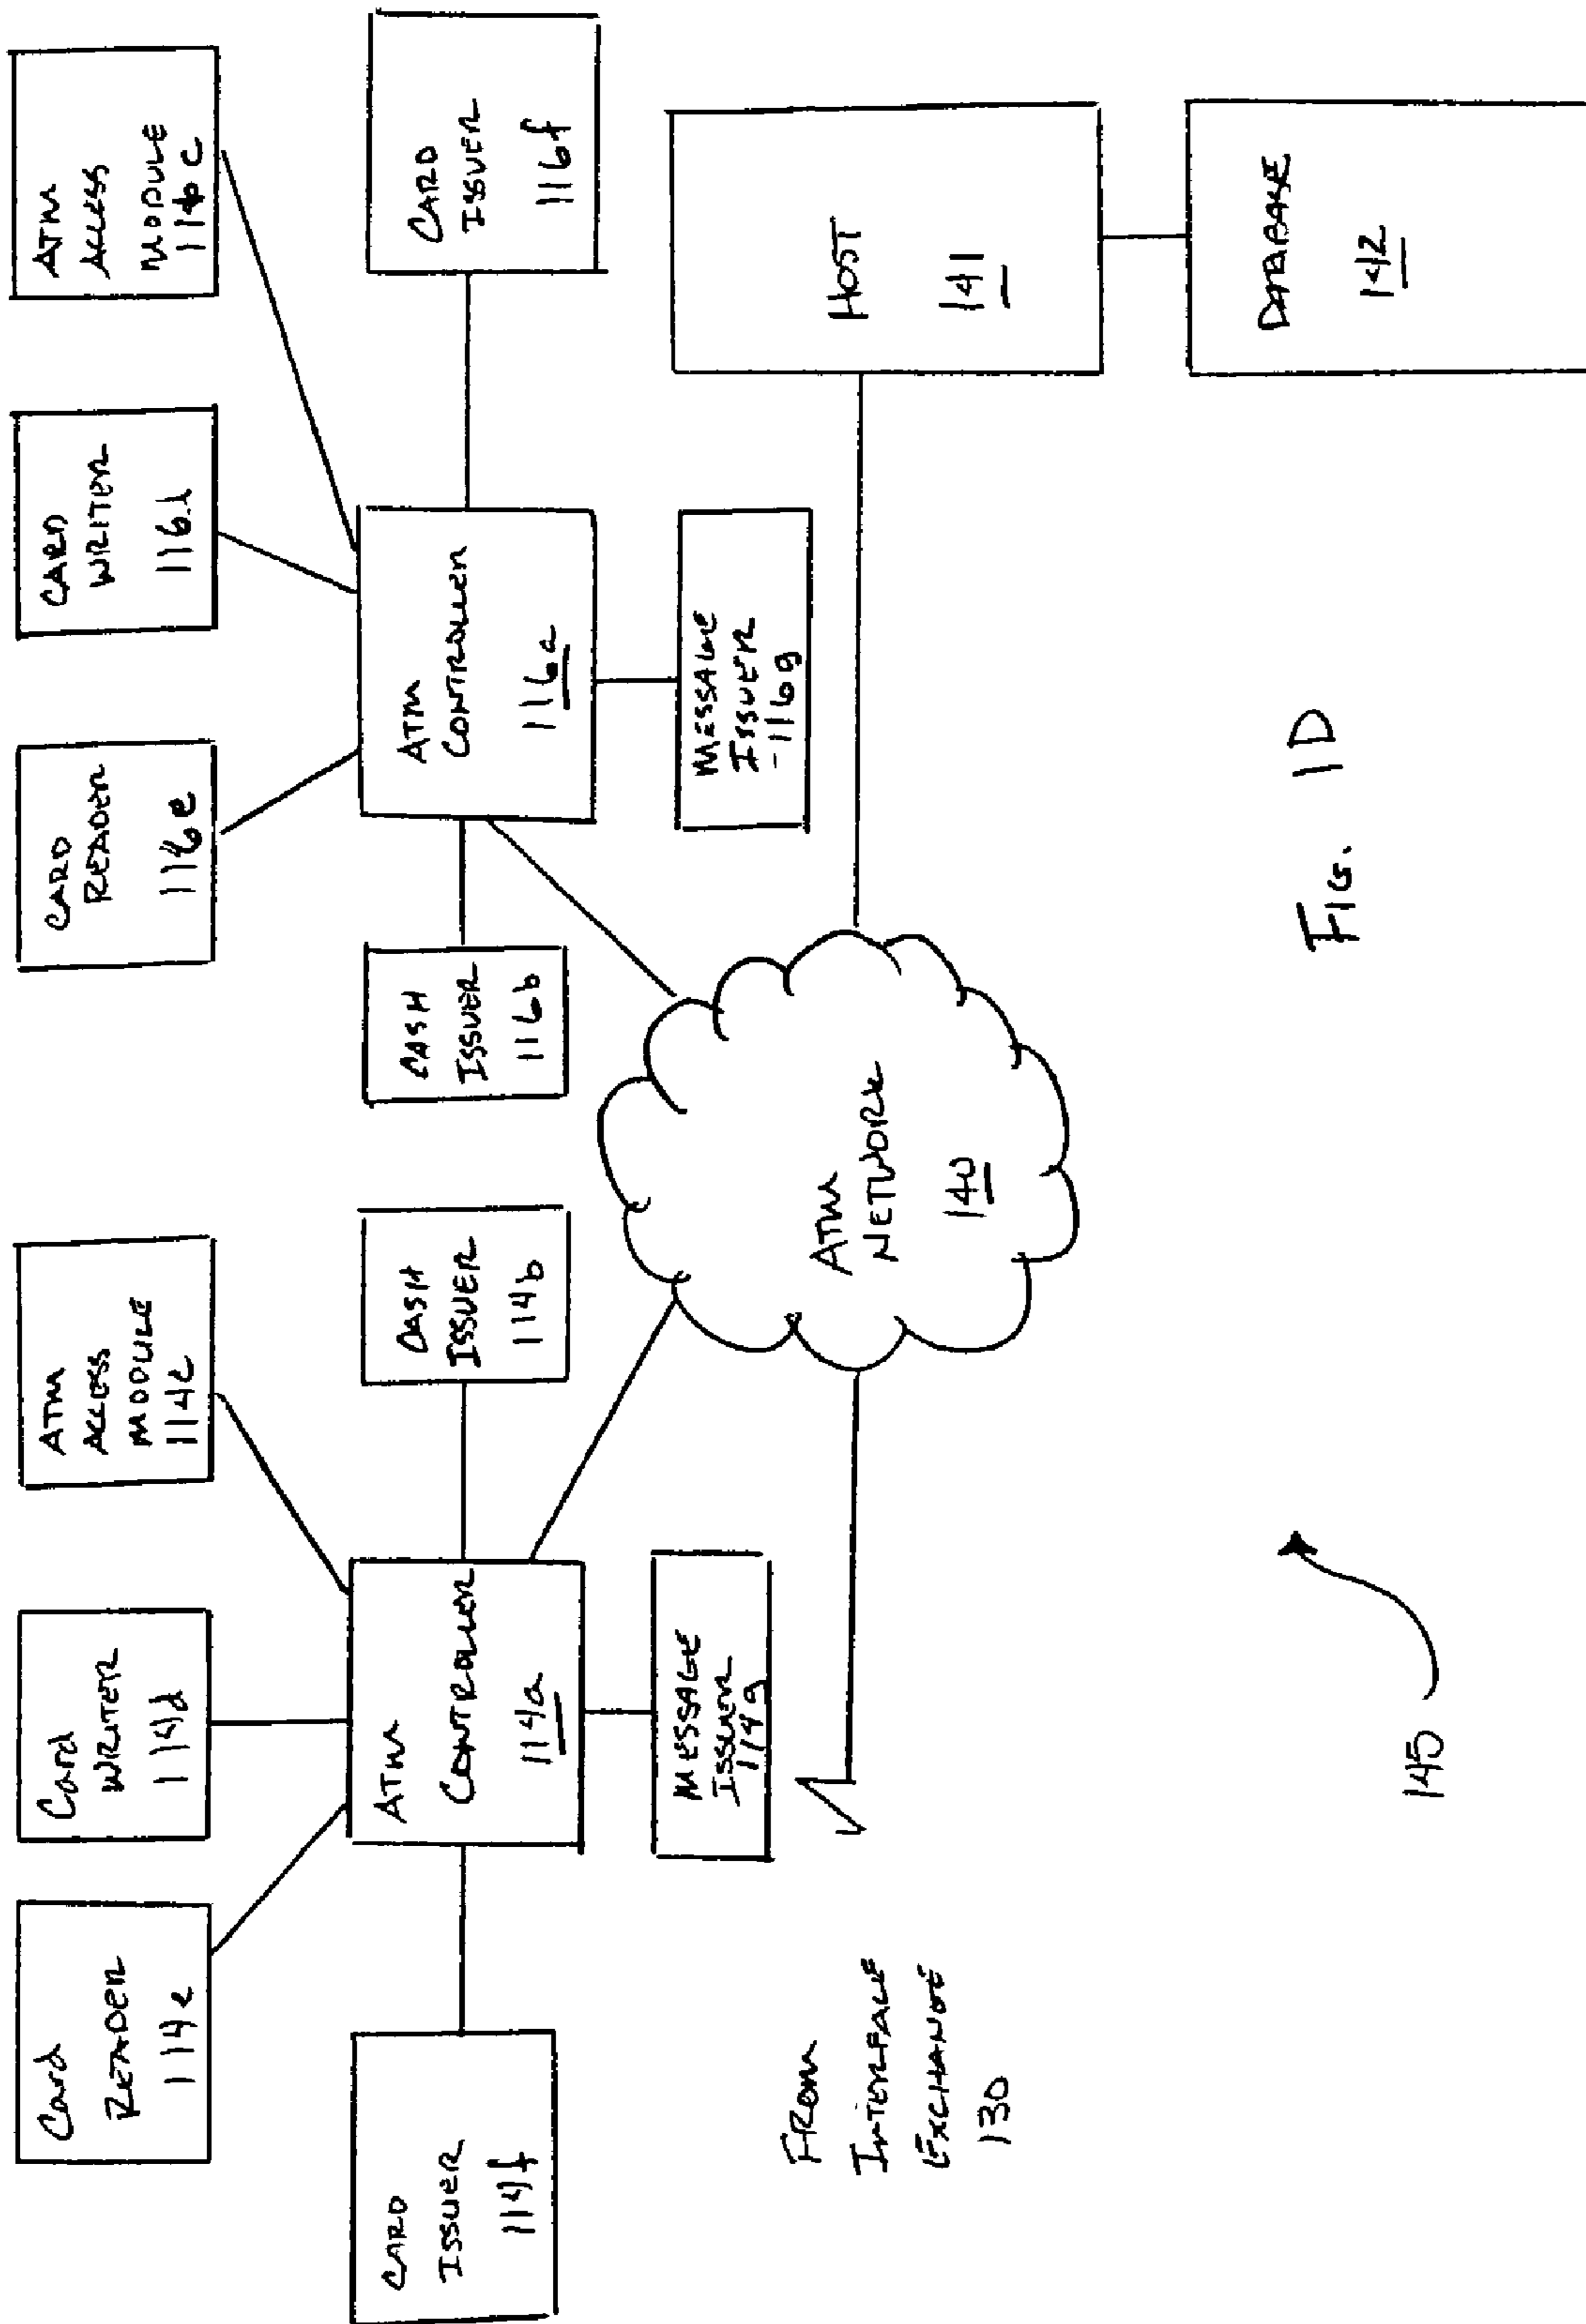 Card
READER
114e
Card
WRITER
114d
ATM
ACCESS
MODULE
114c
CARD
READER
116e
CARD
WRITER
116d
ATM
ACCESS
MODULE
116c
CARD
ISSUER
114f
ATM
CONTROLLER
114a
CASH
ISSUER
114b
CASH
ISSUER
116b
ATM
CONTROLLER
116a
CARD
ISSUER
116f
MESSAGE
ISSUER
114g
MESSAGE
ISSUER
116g
FROM
INTERFACE
EXCHANGE
130
ATM
NETWORK
140
HOST
141
DATABASE
142
145
FIG. 1D